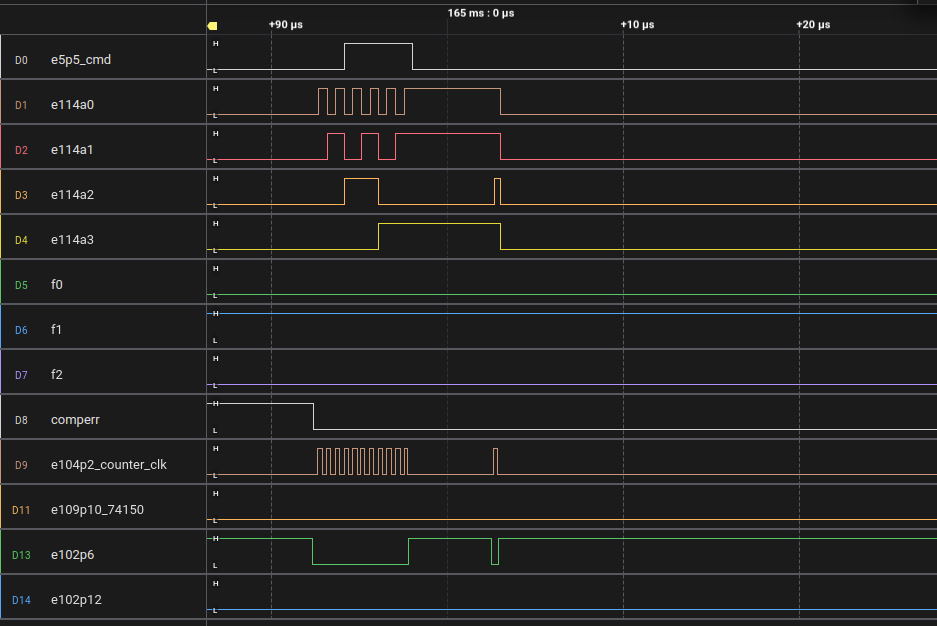 165 ms : 0 µs
+90 µs
+10 µs
+20 µs
D0 e5p5_cmd H L
D1 e114a0 H L
D2 e114a1 H L
D3 e114a2 H L
D4 e114a3 H L
D5 f0 H L
D6 f1 H L
D7 f2 H L
D8 comperr H L
D9 e104p2_counter_clk H L
D11 e109p10_74150 H L
D13 e102p6 H L
D14 e102p12 H L